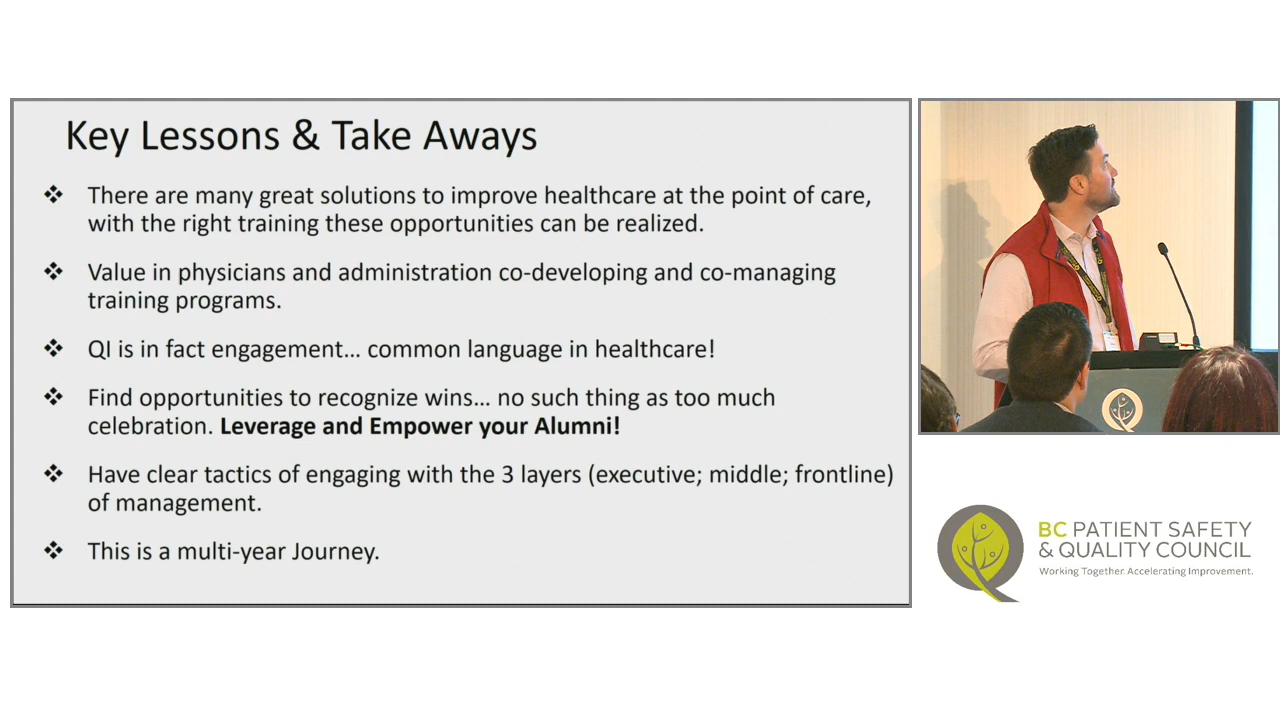 Key Lessons & Take Aways
There are many great solutions to improve healthcare at the point of care,
with the right training these opportunities can be realized.
Value in physicians and administration co-developing and co-managing
training programs.
QI is in fact engagement... common language in healthcare!
Find opportunities to recognize wins... no such thing as too much
celebration. Leverage and Empower your Alumni!
Have clear tactics of engaging with the 3 layers (executive; middle; frontline)
of management.
This is a multi-year Journey.
BC PATIENT SAFETY
& QUALITY COUNCIL
Working Together. Accelerating Improvement.